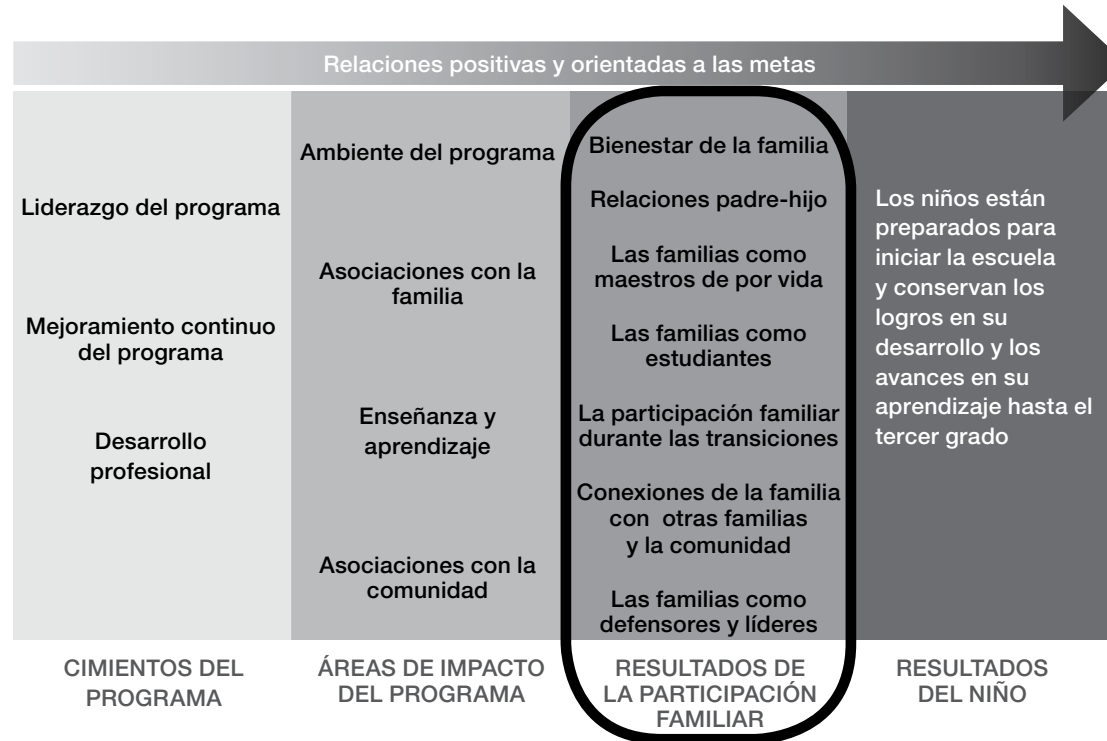 Relaciones positivas y orientadas a las metas
Liderazgo del programa
Mejoramiento continuo
del programa
Desarrollo
profesional
CIMIENTOS DEL
PROGRAMA
Ambiente del programa
Asociaciones con la
familia
Enseñanza y
aprendizaje
Asociaciones con la
comunidad
ÁREAS DE IMPACTO
DEL PROGRAMA
Bienestar de la familia
Relaciones padre-hijo
Las familias como
maestros de por vida
Las familias como
estudiantes
La participación familiar
durante las transiciones
Conexiones de la familia
con otras familias
y la comunidad
Las familias como
defensores y líderes
RESULTADOS DE
LA PARTICIPACIÓN
FAMILIAR
Los niños están
preparados para
iniciar la escuela
y conservan los
logros en su
desarrollo y los
avances en su
aprendizaje hasta el
tercer grado
RESULTADOS
DEL NIÑO